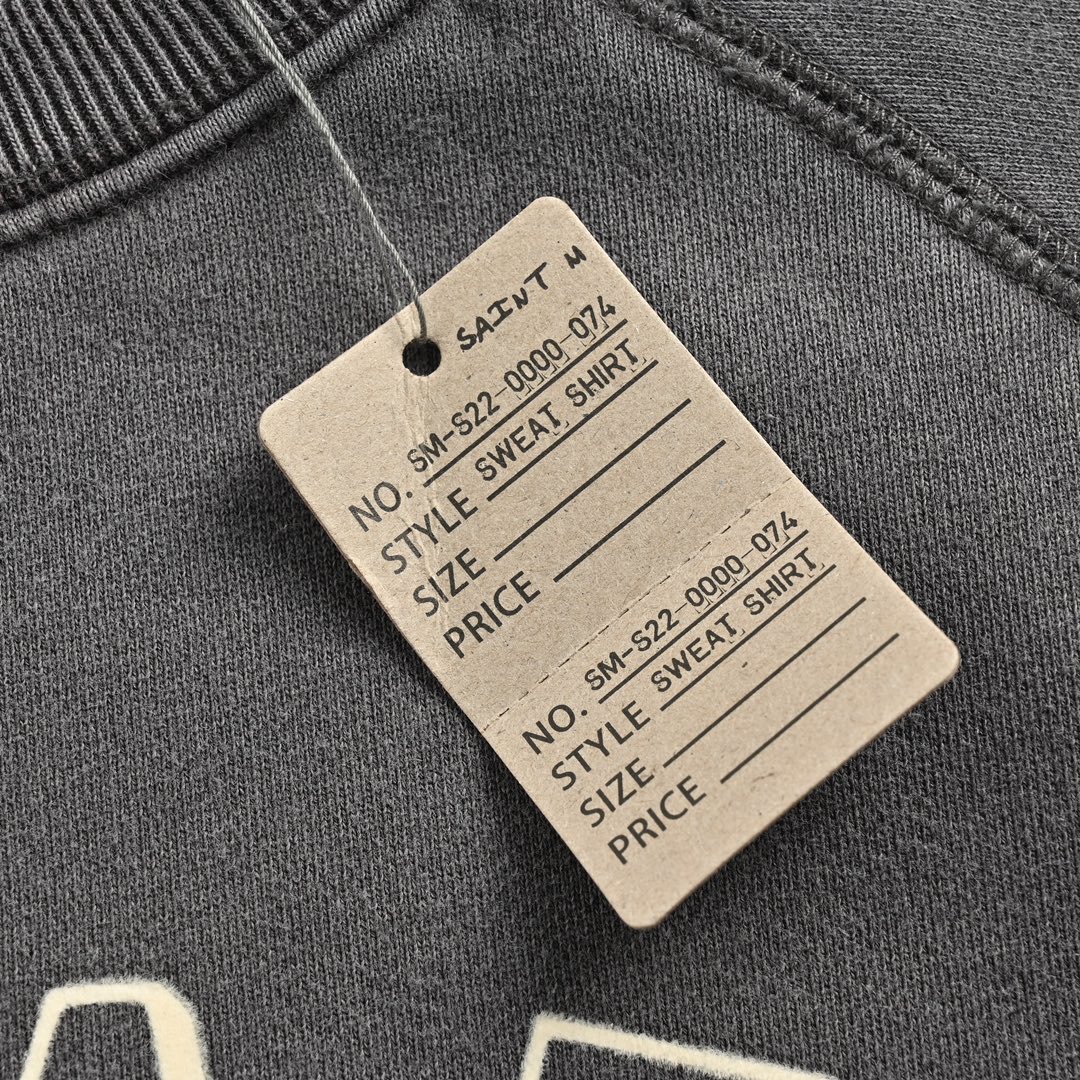 SAINT M
NO. SM-S22-0000-074
STYLE SWEAT SHIRT
SIZE
PRICE
NO. SM-S22-0000-074
STYLE SWEAT SHIRT
SIZE
PRICE